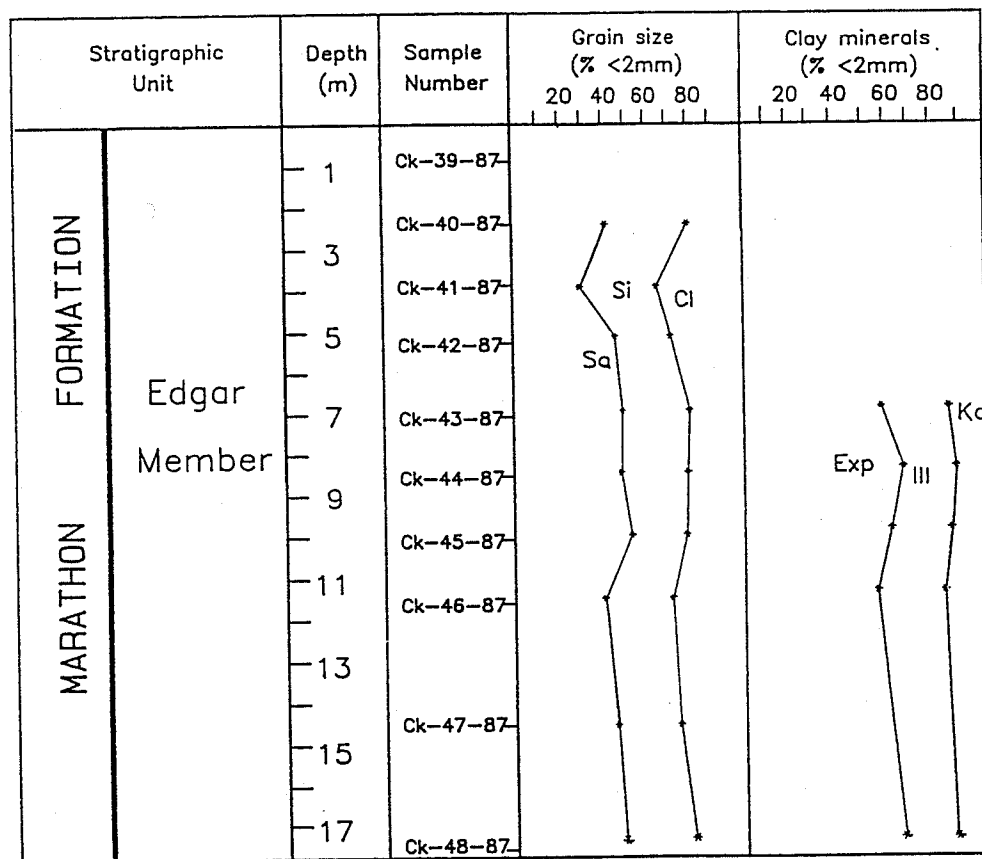 Stratigraphic Unit
Depth (m)
Sample Number
Grain size (% <2mm)
20 40 60 80
Clay minerals (% <2mm)
20 40 60 80
MARATHON FORMATION
Edgar Member
1
3
5
7
9
11
13
15
17
Ck-39-87
Ck-40-87
Ck-41-87
Ck-42-87
Ck-43-87
Ck-44-87
Ck-45-87
Ck-46-87
Ck-47-87
Ck-48-87
Sa
Si
Cl
Exp
Ill